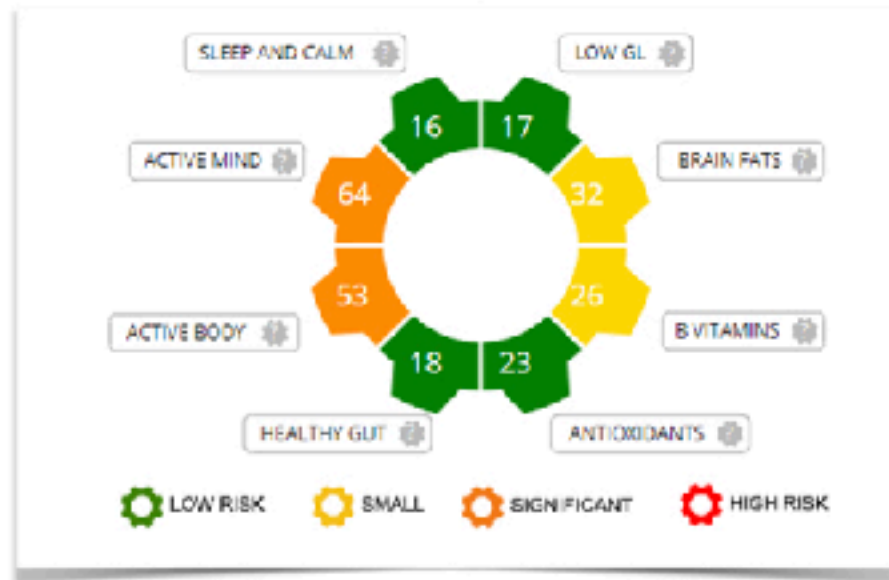 SLEEP AND CALM ?
LOW GL ?
16
17
ACTIVE MIND ?
BRAIN FATS ?
64
32
53
26
ACTIVE BODY ?
B VITAMINS ?
18
23
HEALTHY GUT ?
ANTIOXIDANTS ?
LOW RISK
SMALL
SIGNIFICANT
HIGH RISK